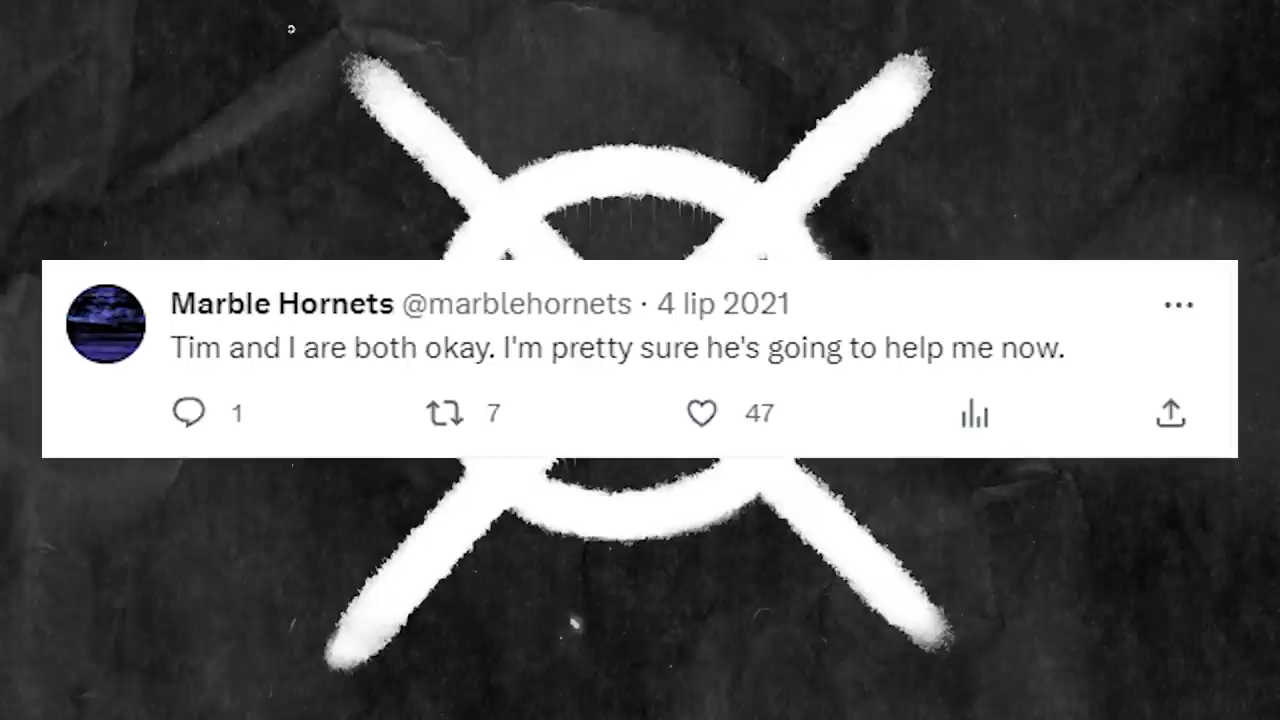 Marble Hornets @marblehornets · 4 lip 2021
Tim and I are both okay. I'm pretty sure he's going to help me now.
1 7 47